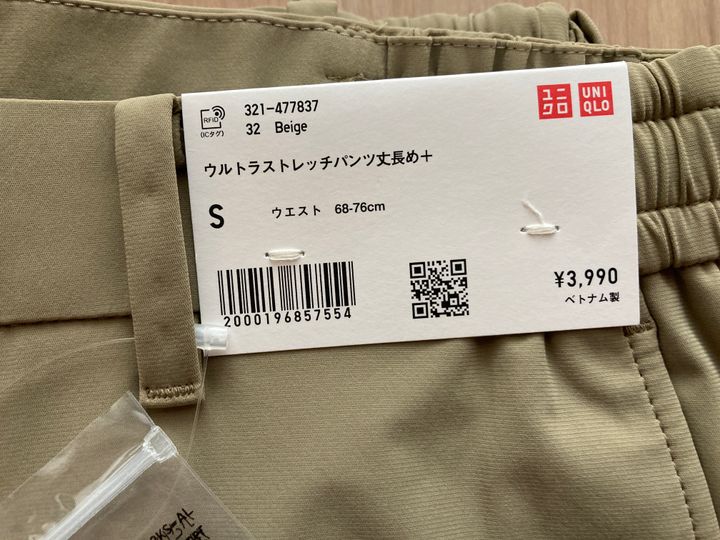 RFID
(ICタグ)
321-477837
32 Beige
ユニクロ
UNIQLO
ウルトラストレッチパンツ丈長め＋
S
ウエスト 68-76cm
2000196857554
¥3,990
ベトナム製